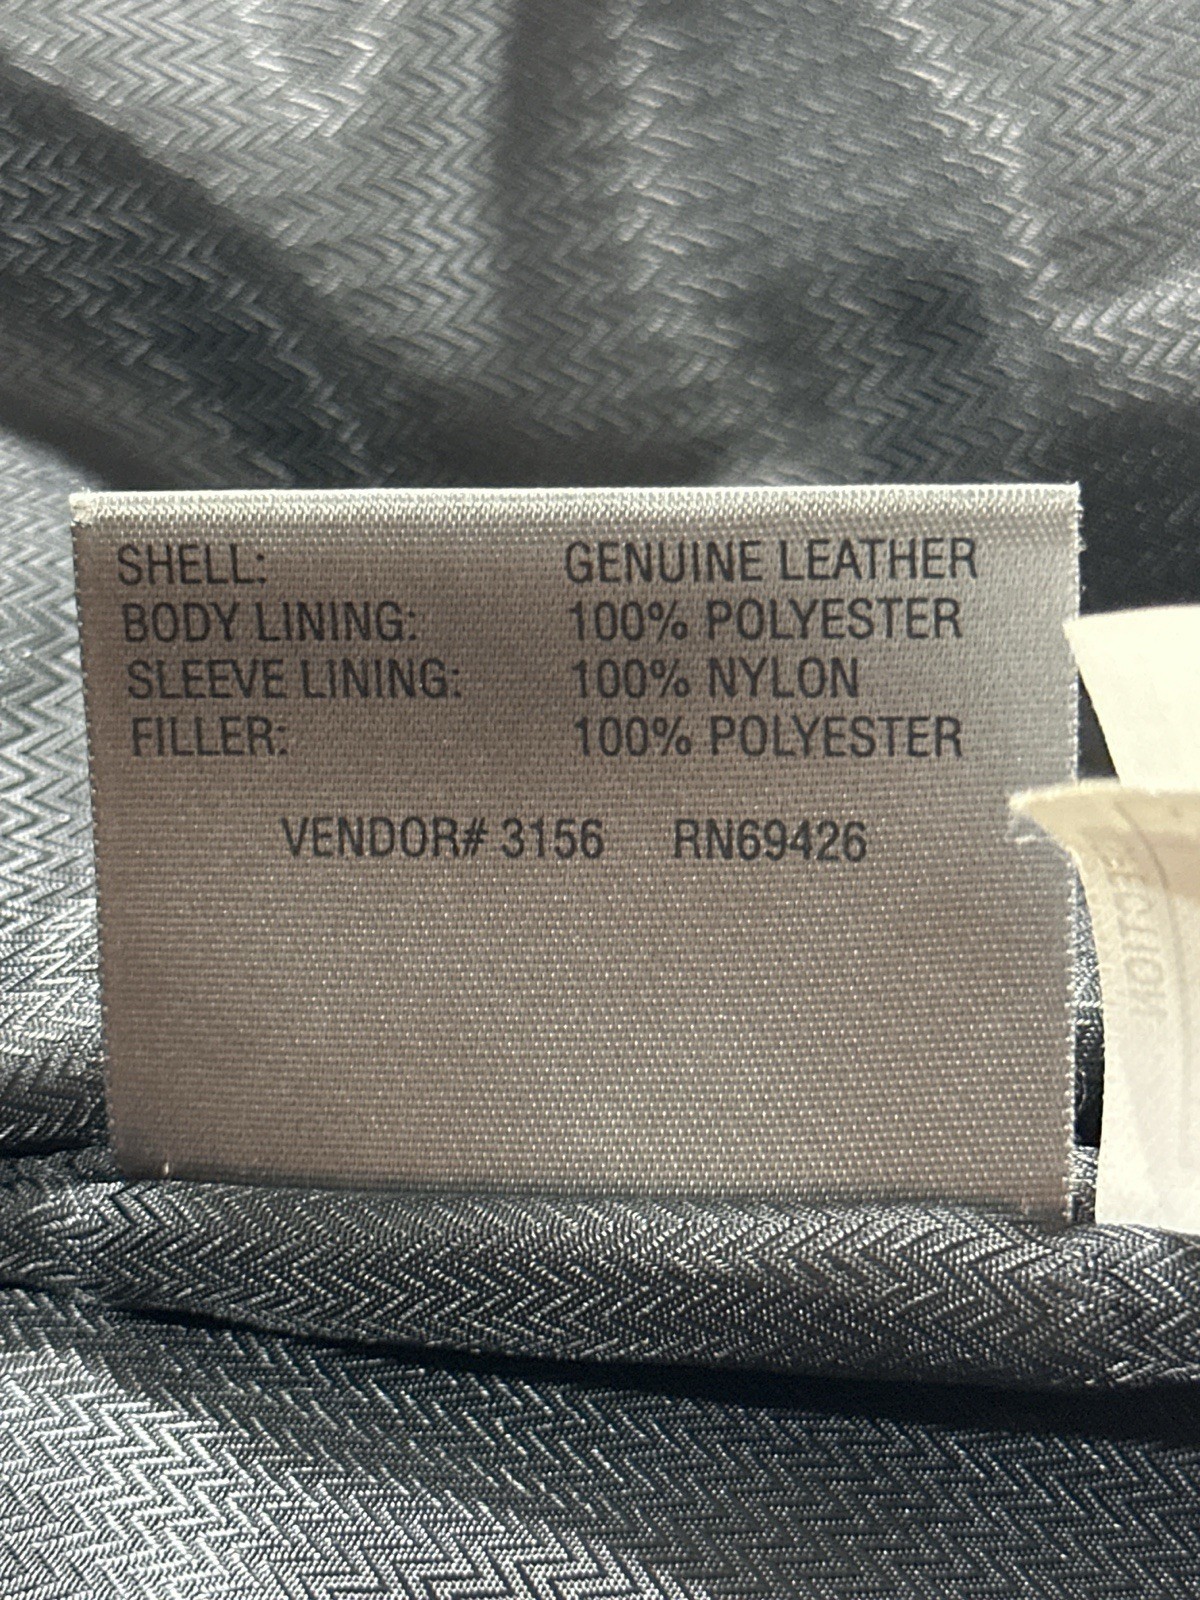 SHELL: GENUINE LEATHER
BODY LINING: 100% POLYESTER
SLEEVE LINING: 100% NYLON
FILLER: 100% POLYESTER
VENDOR# 3156 RN69426